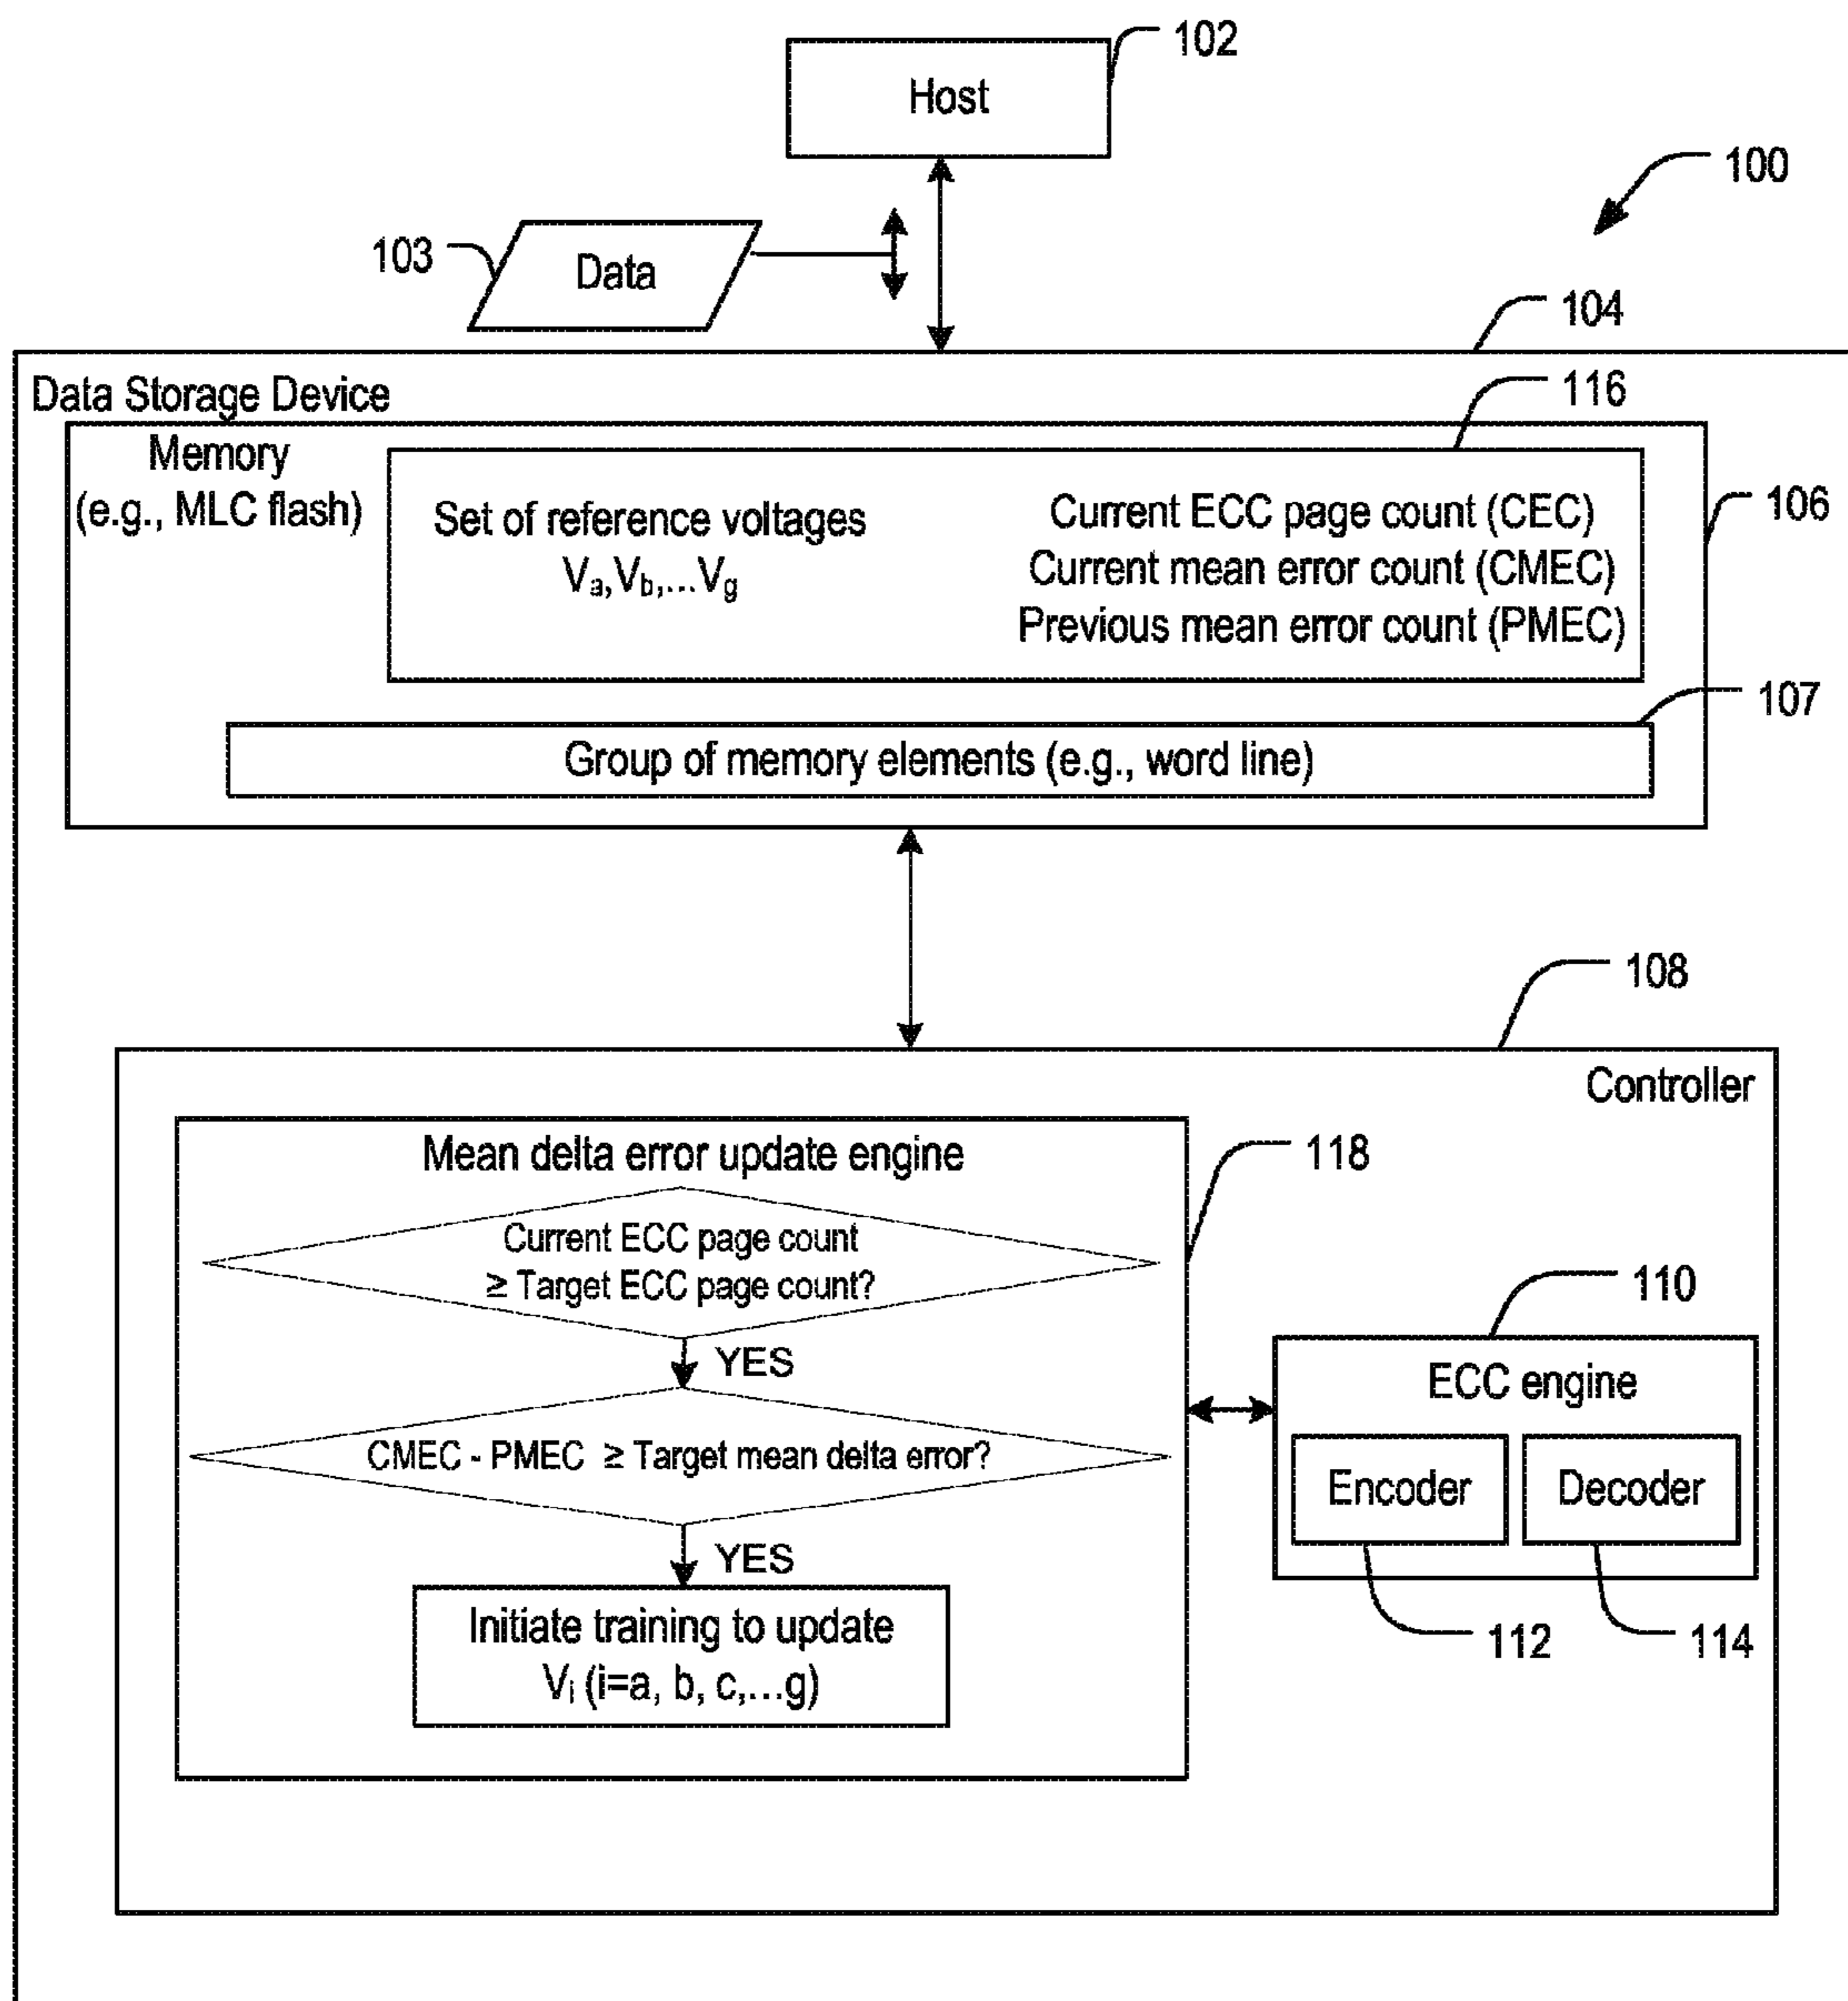 102
Host
100
103
Data
104
Data Storage Device
116
Memory
(e.g., MLC flash)
Set of reference voltages
Va,Vb,...Vg
Current ECC page count (CEC)
Current mean error count (CMEC)
Previous mean error count (PMEC)
106
107
Group of memory elements (e.g., word line)
108
Controller
Mean delta error update engine
118
Current ECC page count
≥ Target ECC page count?
YES
110
ECC engine
CMEC - PMEC ≥ Target mean delta error?
Encoder
Decoder
YES
Initiate training to update
Vi (i=a, b, c,...g)
112
114